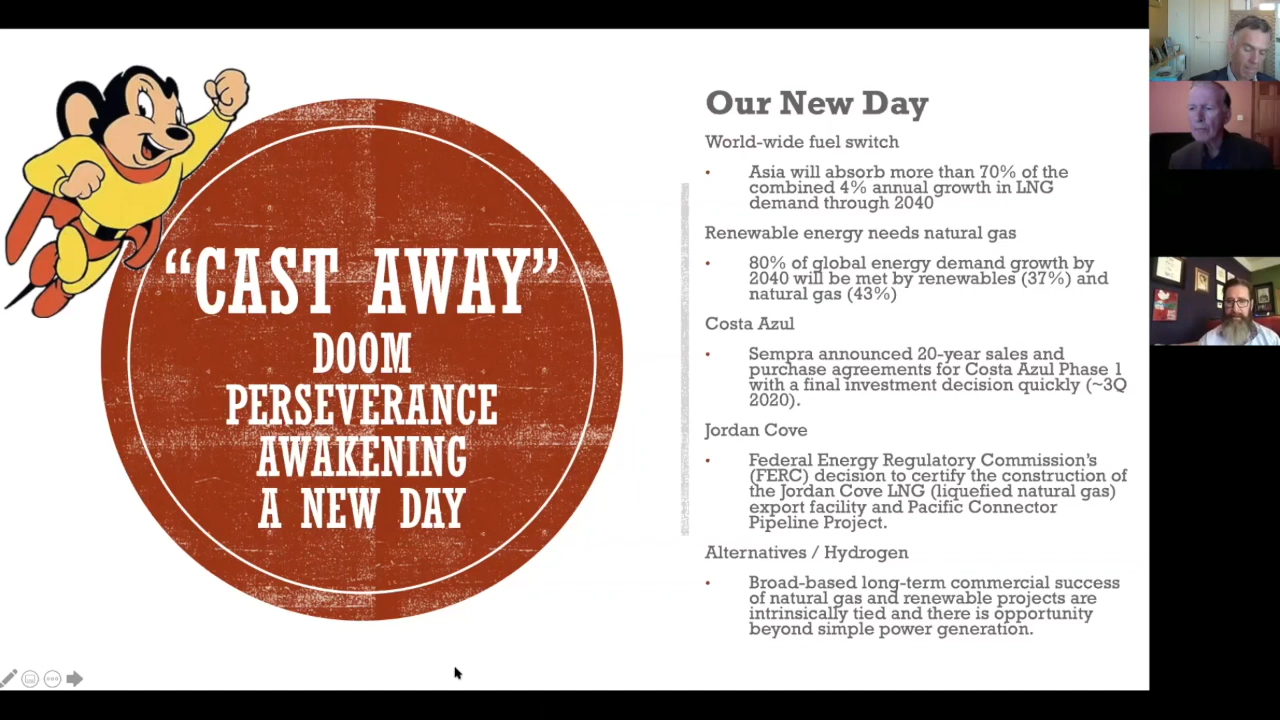 “CAST AWAY”
DOOM
PERSEVERANCE
AWAKENING
A NEW DAY
Our New Day
World-wide fuel switch
• Asia will absorb more than 70% of the
combined 4% annual growth in LNG
demand through 2040
Renewable energy needs natural gas
• 80% of global energy demand growth by
2040 will be met by renewables (37%) and
natural gas (43%)
Costa Azul
• Sempra announced 20-year sales and
purchase agreements for Costa Azul Phase 1
with a final investment decision quickly (~3Q
2020).
Jordan Cove
• Federal Energy Regulatory Commission’s
(FERC) decision to certify the construction of
the Jordan Cove LNG (liquefied natural gas)
export facility and Pacific Connector
Pipeline Project.
Alternatives / Hydrogen
• Broad-based long-term commercial success
of natural gas and renewable projects are
intrinsically tied and there is opportunity
beyond simple power generation.